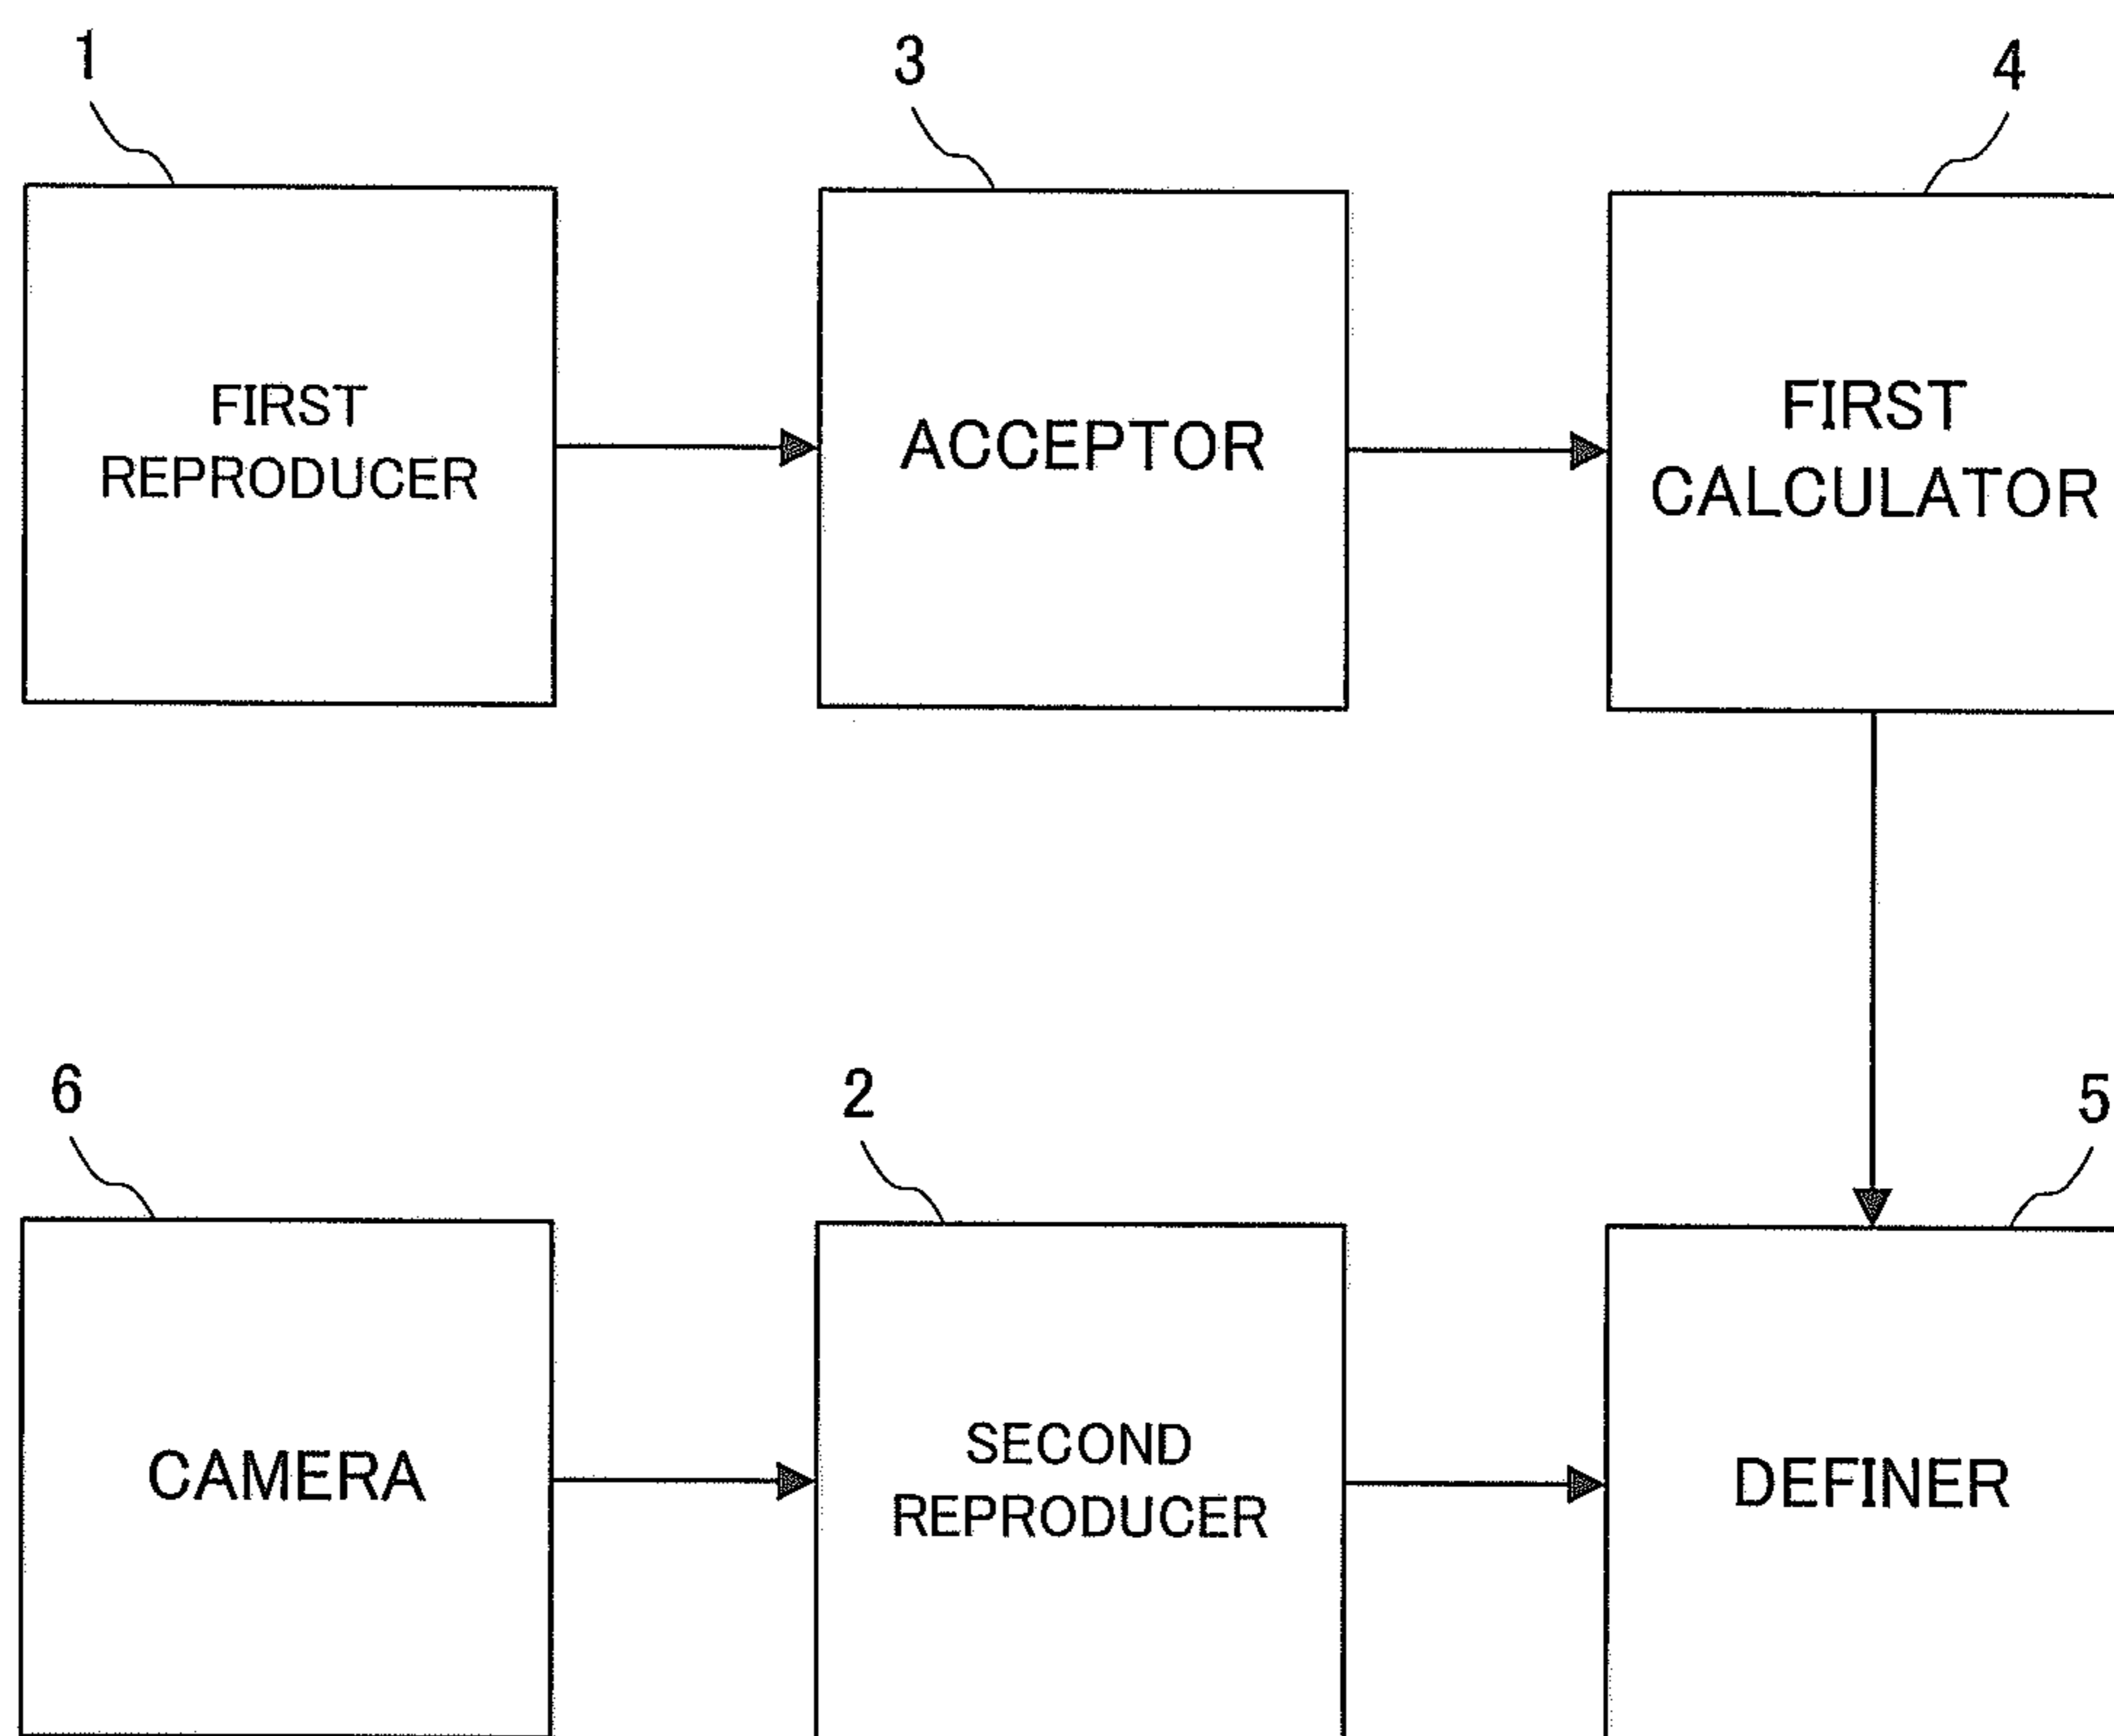 1
3
4
FIRST
REPRODUCER
ACCEPTOR
FIRST
CALCULATOR
6
2
5
CAMERA
SECOND
REPRODUCER
DEFINER